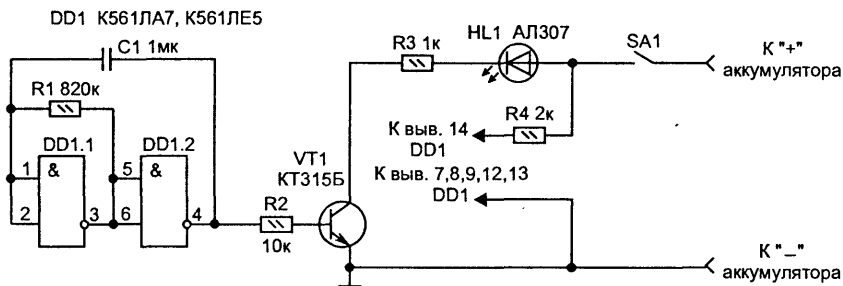 DD1 К561ЛА7, К561ЛЕ5
C1 1мк
R1 820к
DD1.1
DD1.2
1
2
&
3
5
6
&
4
R2
10к
VT1
КТ315Б
R3 1к
HL1 АЛ307
SA1
К "+"
аккумулятора
R4 2к
К выв. 14
DD1
К выв. 7,8,9,12,13
DD1
К "–"
аккумулятора